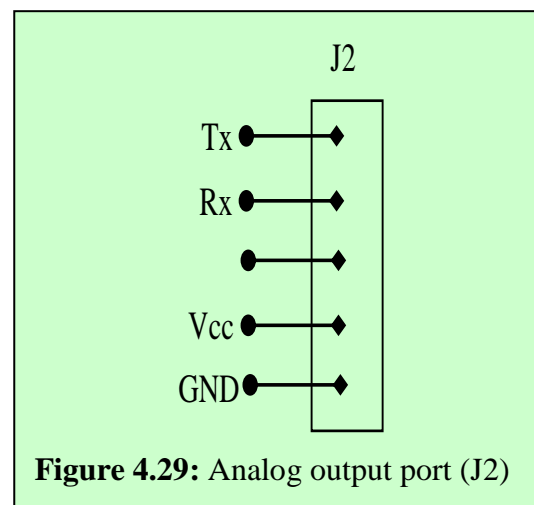 J2
Tx
Rx
Vcc
GND
Figure 4.29: Analog output port (J2)